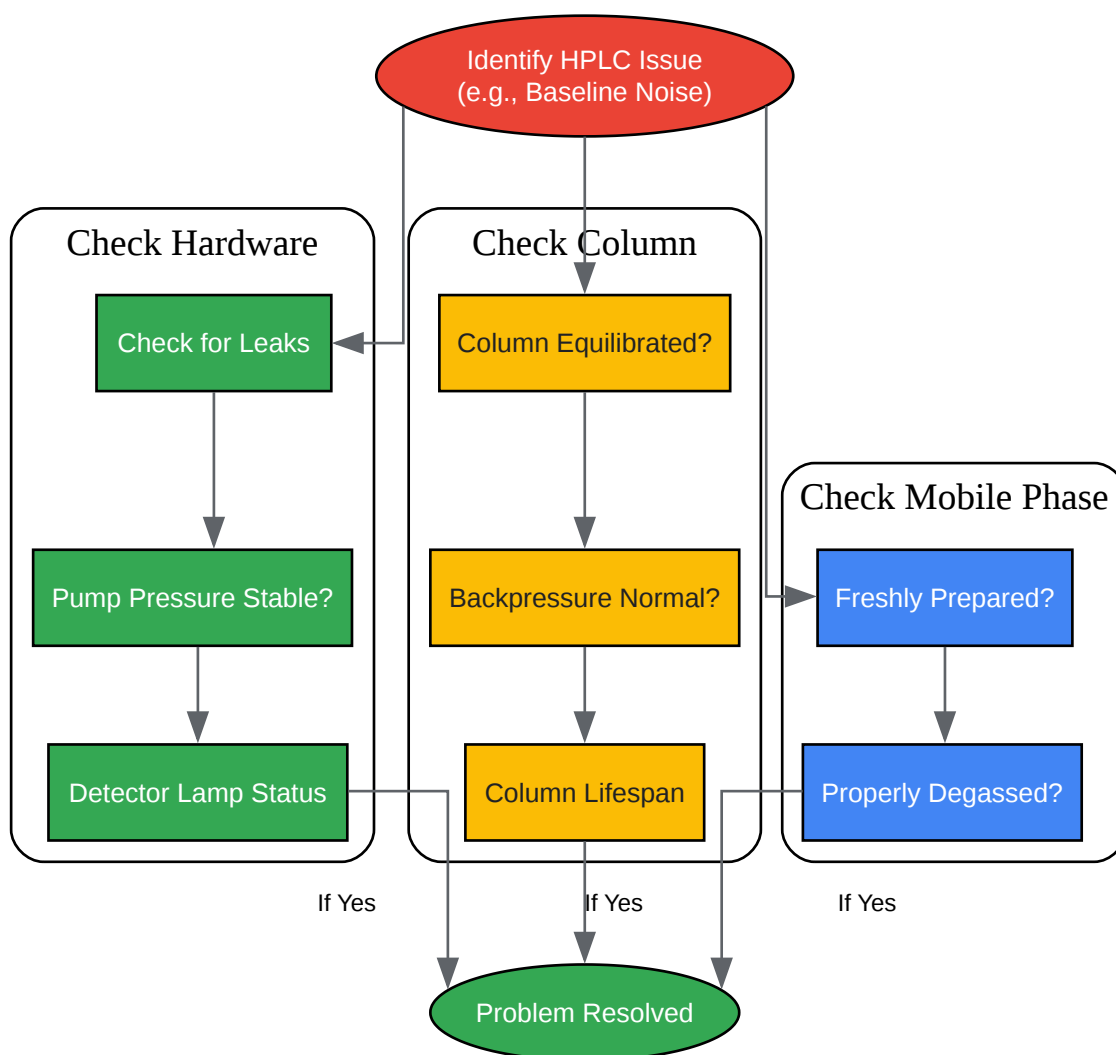 Identify HPLC Issue
(e.g., Baseline Noise)
Check Hardware
Check for Leaks
Pump Pressure Stable?
Detector Lamp Status
Check Column
Column Equilibrated?
Backpressure Normal?
Column Lifespan
Check Mobile Phase
Freshly Prepared?
Properly Degassed?
If Yes
If Yes
If Yes
Problem Resolved